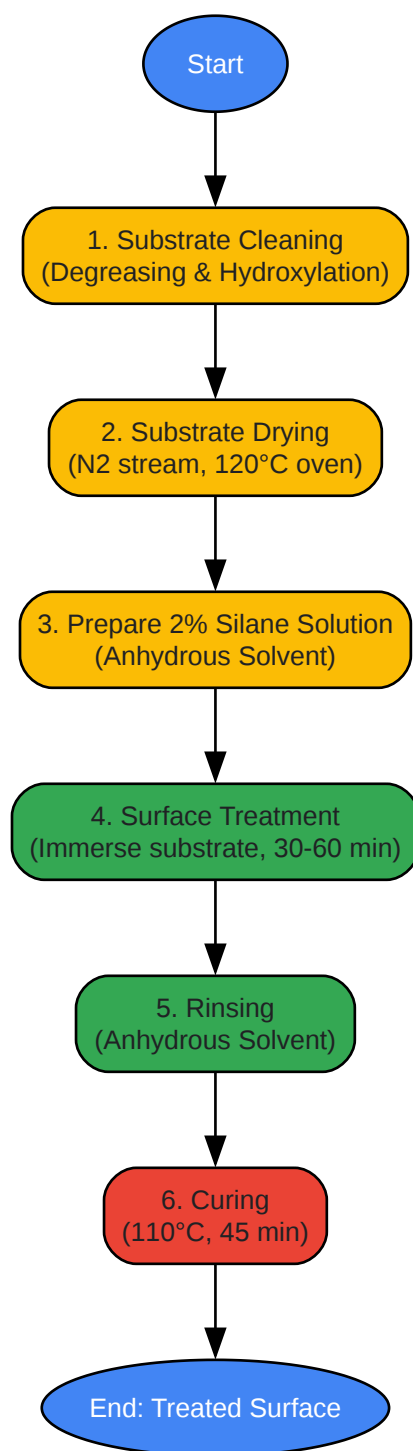 Start
1. Substrate Cleaning
(Degreasing & Hydroxylation)
2. Substrate Drying
(N2 stream, 120°C oven)
3. Prepare 2% Silane Solution
(Anhydrous Solvent)
4. Surface Treatment
(Immerse substrate, 30-60 min)
5. Rinsing
(Anhydrous Solvent)
6. Curing
(110°C, 45 min)
End: Treated Surface